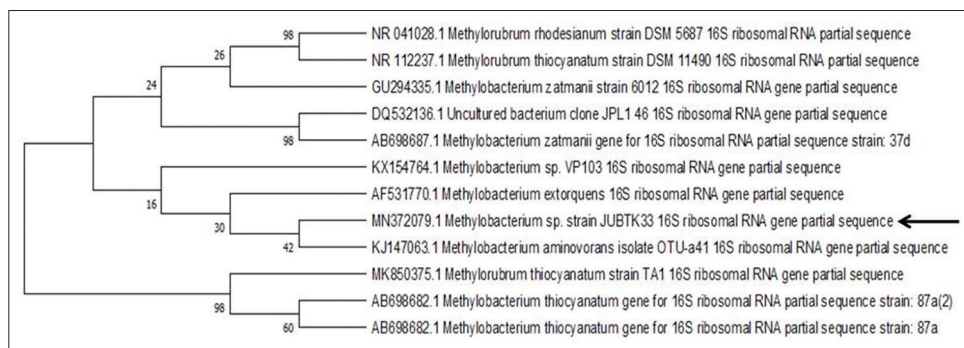 98
NR 041028.1 Methylorubrum rhodesianum strain DSM 5687 16S ribosomal RNA partial sequence
26
NR 112237.1 Methylorubrum thiocyanatum strain DSM 11490 16S ribosomal RNA partial sequence
24
GU294335.1 Methylobacterium zatmanii strain 6012 16S ribosomal RNA gene partial sequence
DQ532136.1 Uncultured bacterium clone JPL1 46 16S ribosomal RNA gene partial sequence
98
AB698687.1 Methylobacterium zatmanii gene for 16S ribosomal RNA partial sequence strain: 37d
KX154764.1 Methylobacterium sp. VP103 16S ribosomal RNA gene partial sequence
16
AF531770.1 Methylobacterium extorquens 16S ribosomal RNA gene partial sequence
30
MN372079.1 Methylobacterium sp. strain JUBTK33 16S ribosomal RNA gene partial sequence
42
KJ147063.1 Methylobacterium aminovorans isolate OTU-a41 16S ribosomal RNA gene partial sequence
MK850375.1 Methylorubrum thiocyanatum strain TA1 16S ribosomal RNA gene partial sequence
98
AB698682.1 Methylobacterium thiocyanatum gene for 16S ribosomal RNA partial sequence strain: 87a(2)
60
AB698682.1 Methylobacterium thiocyanatum gene for 16S ribosomal RNA partial sequence strain: 87a